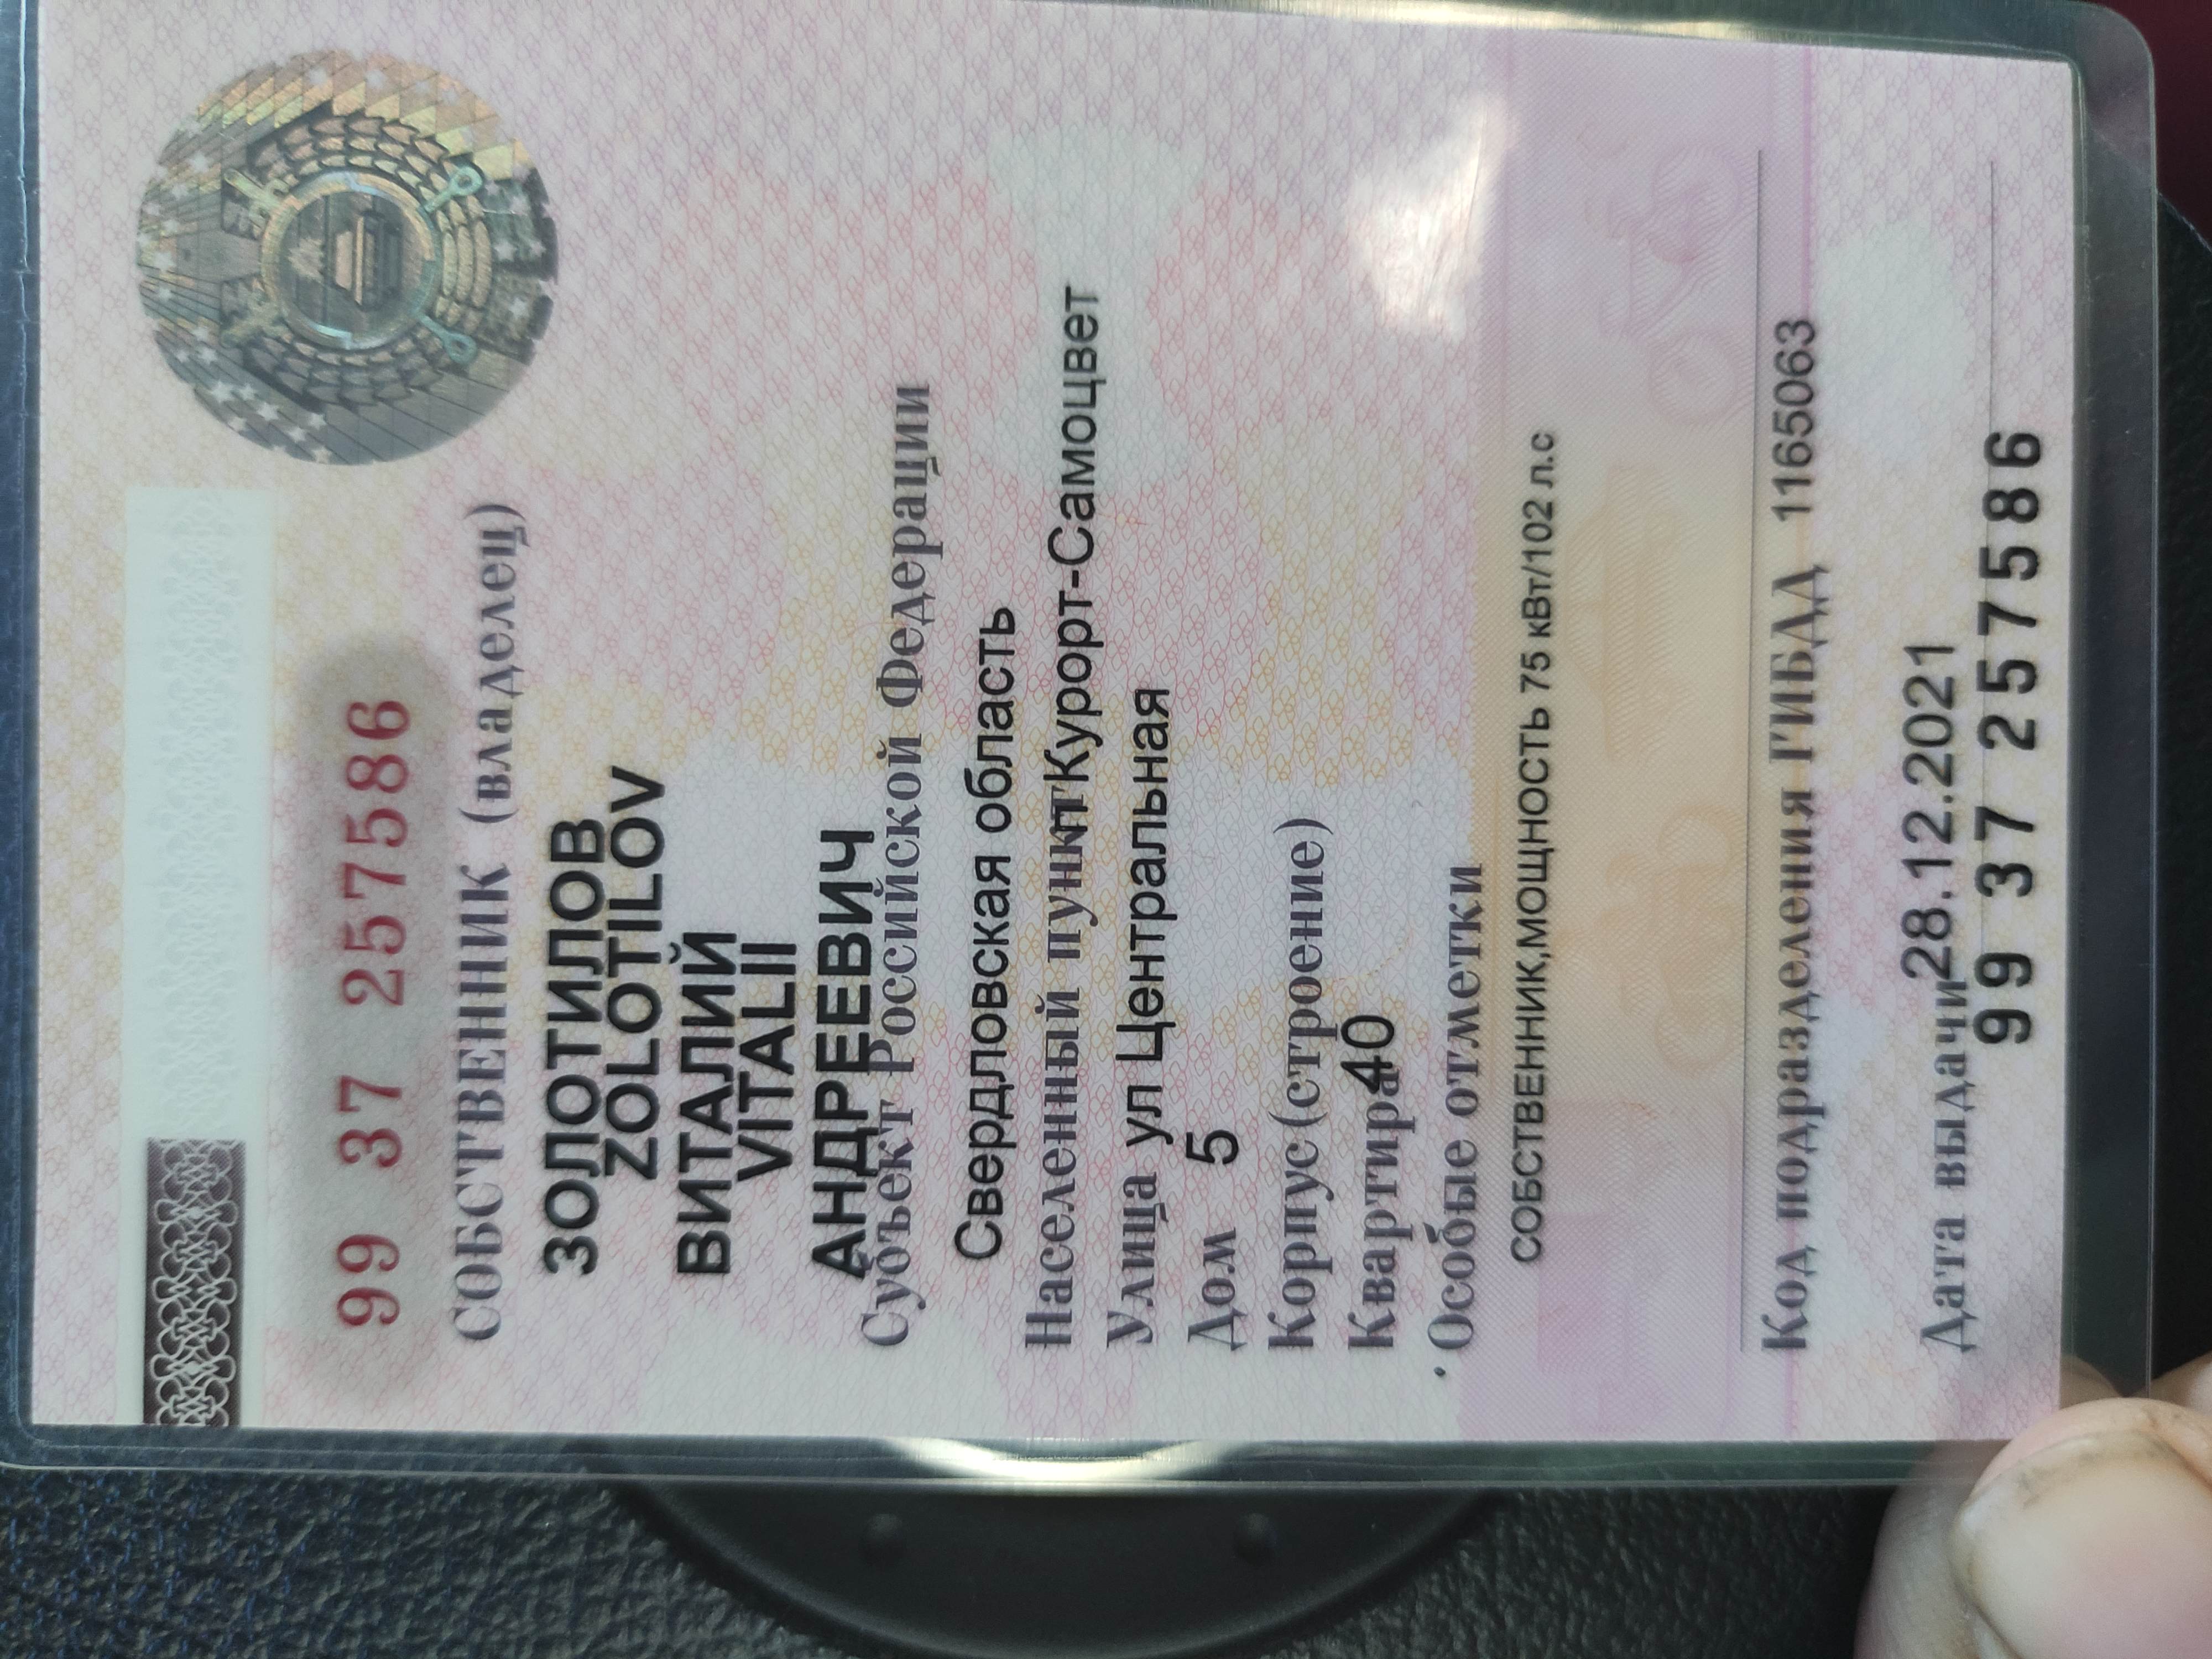 99 37 257586
СОБСТВЕННИК (владелец)
ЗОЛОТИЛОВ
ZOLOTILOV
ВИТАЛИЙ
VITALII
АНДРЕЕВИЧ
Субъект Российской Федерации
Свердловская область
Населенный пункт п Курорт-Самоцвет
Улица ул Центральная
Дом 5
Корпус(строение)
Квартира 40
Особые отметки
СОБСТВЕННИК,МОЩНОСТЬ 75 кВт/102 л.с
Код подразделения ГИБДД 1165063
Дата выдачи 28.12.2021
99 37 257586